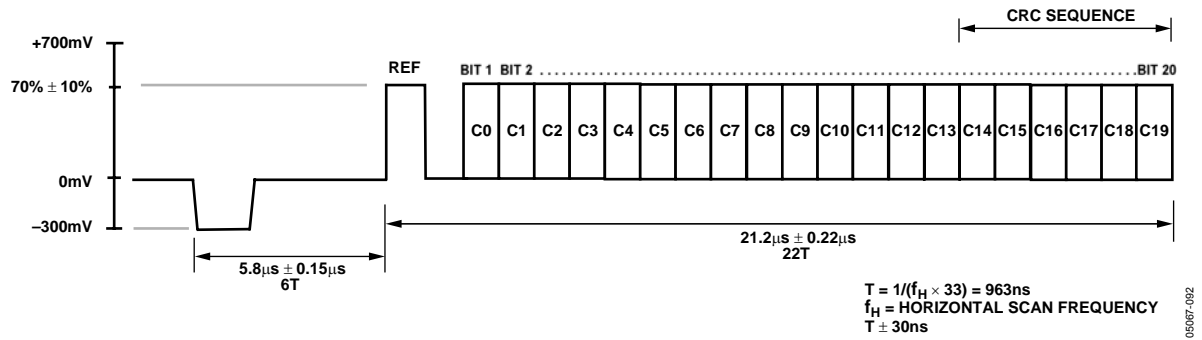 CRC SEQUENCE
+700mV
REF
BIT 1 BIT 2 ........................................................................ BIT 20
70% ± 10%
C0 C1 C2 C3 C4 C5 C6 C7 C8 C9 C10 C11 C12 C13 C14 C15 C16 C17 C18 C19
0mV
–300mV
21.2μs ± 0.22μs
22T
5.8μs ± 0.15μs
6T
T = 1/(fH × 33) = 963ns
fH = HORIZONTAL SCAN FREQUENCY
T ± 30ns
05067-092